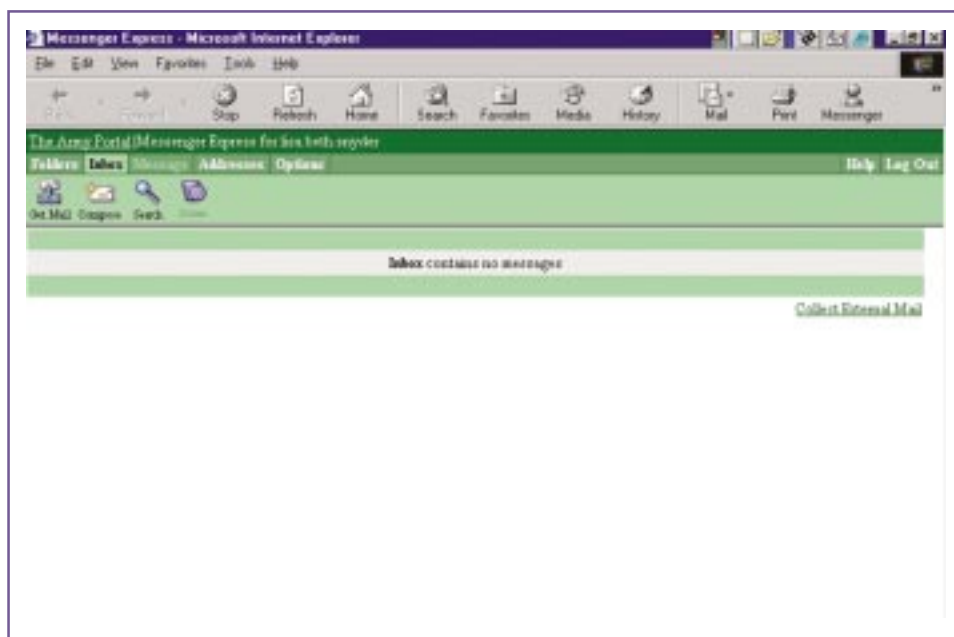 Messenger Express - Microsoft Internet Explorer
File Edit View Favorites Tools Help
Back Forward Stop Refresh Home Search Favorites Media History Mail Print Messenger
The Army Portal|Messenger Express for lisa.beth.snyder
Folders Inbox Message Addresses Options Help Log Out
Get Mail Compose Search
Inbox contains no messages
Collect External Mail